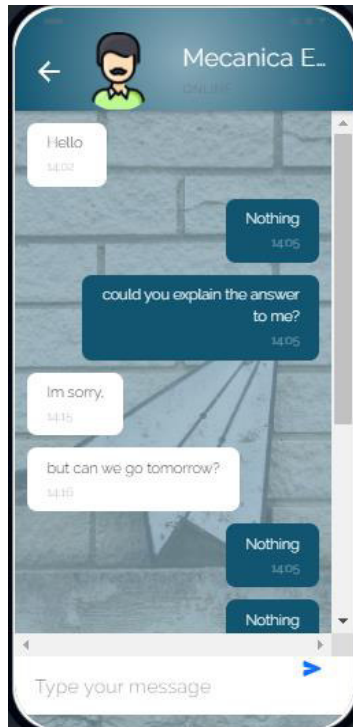 Mecanica E...
ONLINE
Hello
14:02
Nothing
14:05
could you explain the answer
to me?
14:05
Im sorry,
14:15
but can we go tomorrow?
14:16
Nothing
14:05
Nothing
Type your message